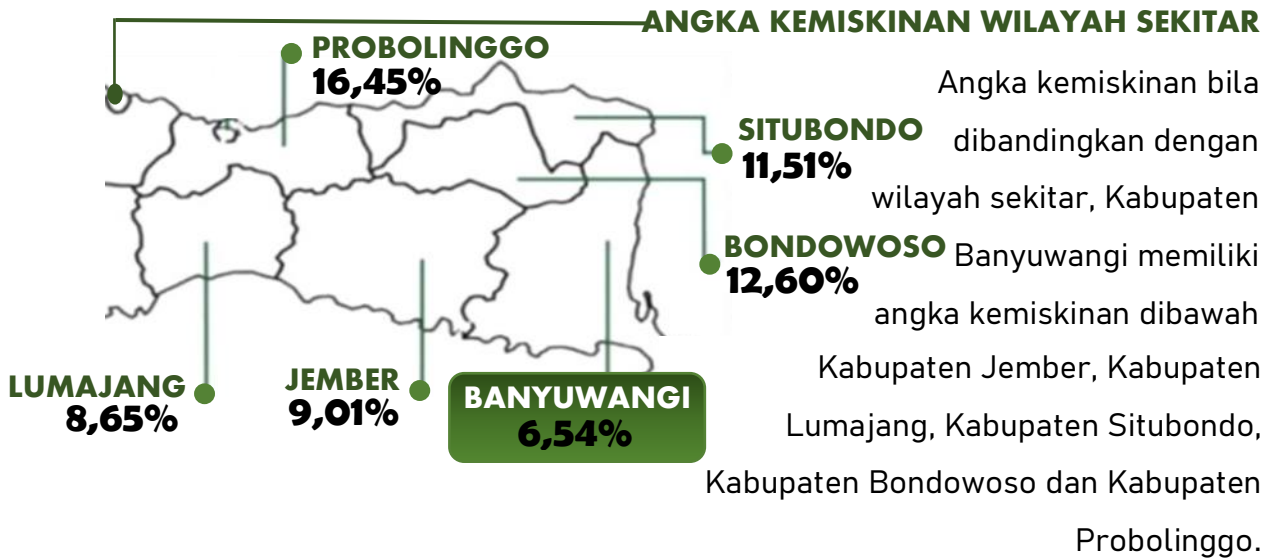 ANGKA KEMISKINAN WILAYAH SEKITAR
PROBOLINGGO
16,45%
SITUBONDO
11,51%
BONDOWOSO
12,60%
LUMAJANG
8,65%
JEMBER
9,01%
BANYUWANGI
6,54%
Angka kemiskinan bila
dibandingkan dengan
wilayah sekitar, Kabupaten
Banyuwangi memiliki
angka kemiskinan dibawah
Kabupaten Jember, Kabupaten
Lumajang, Kabupaten Situbondo,
Kabupaten Bondowoso dan Kabupaten
Probolinggo.